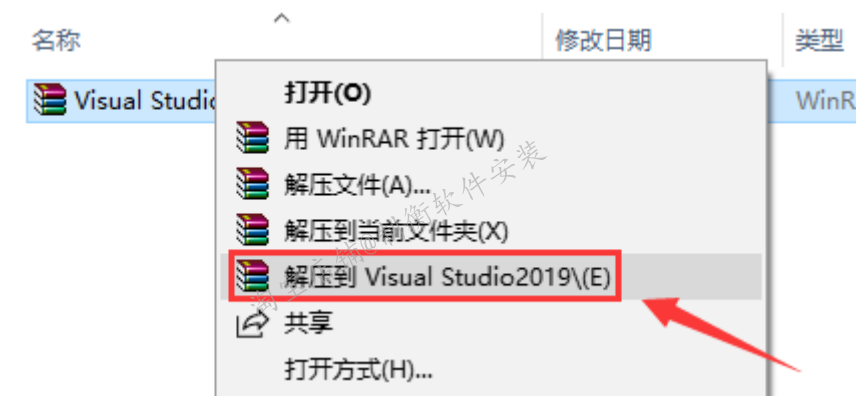 名称 修改日期 类型
Visual Studio WinR
打开(O)
用 WinRAR 打开(W)
解压文件(A)...
解压到当前文件夹(X)
解压到 Visual Studio2019\(E)
共享
打开方式(H)...